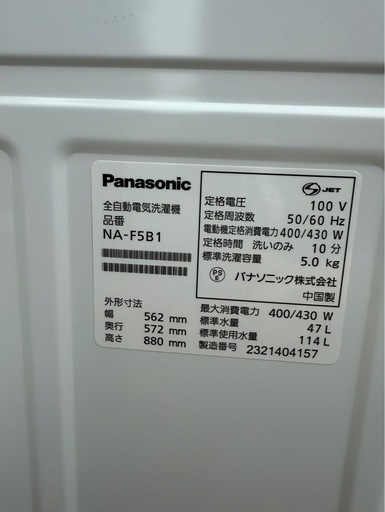 Panasonic
全自動電気洗濯機
品番
NA-F5B1
外形寸法
幅 562 mm
奥行 572 mm
高さ 880 mm
S JET
定格電圧 100 V
定格周波数 50/60 Hz
電動機定格消費電力 400/430 W
定格時間 洗いのみ 10 分
標準洗濯容量 5.0 kg
PS E パナソニック株式会社
中国製
最大消費電力 400/430 W
標準水量 47 L
標準使用水量 114 L
製造番号 2321404157